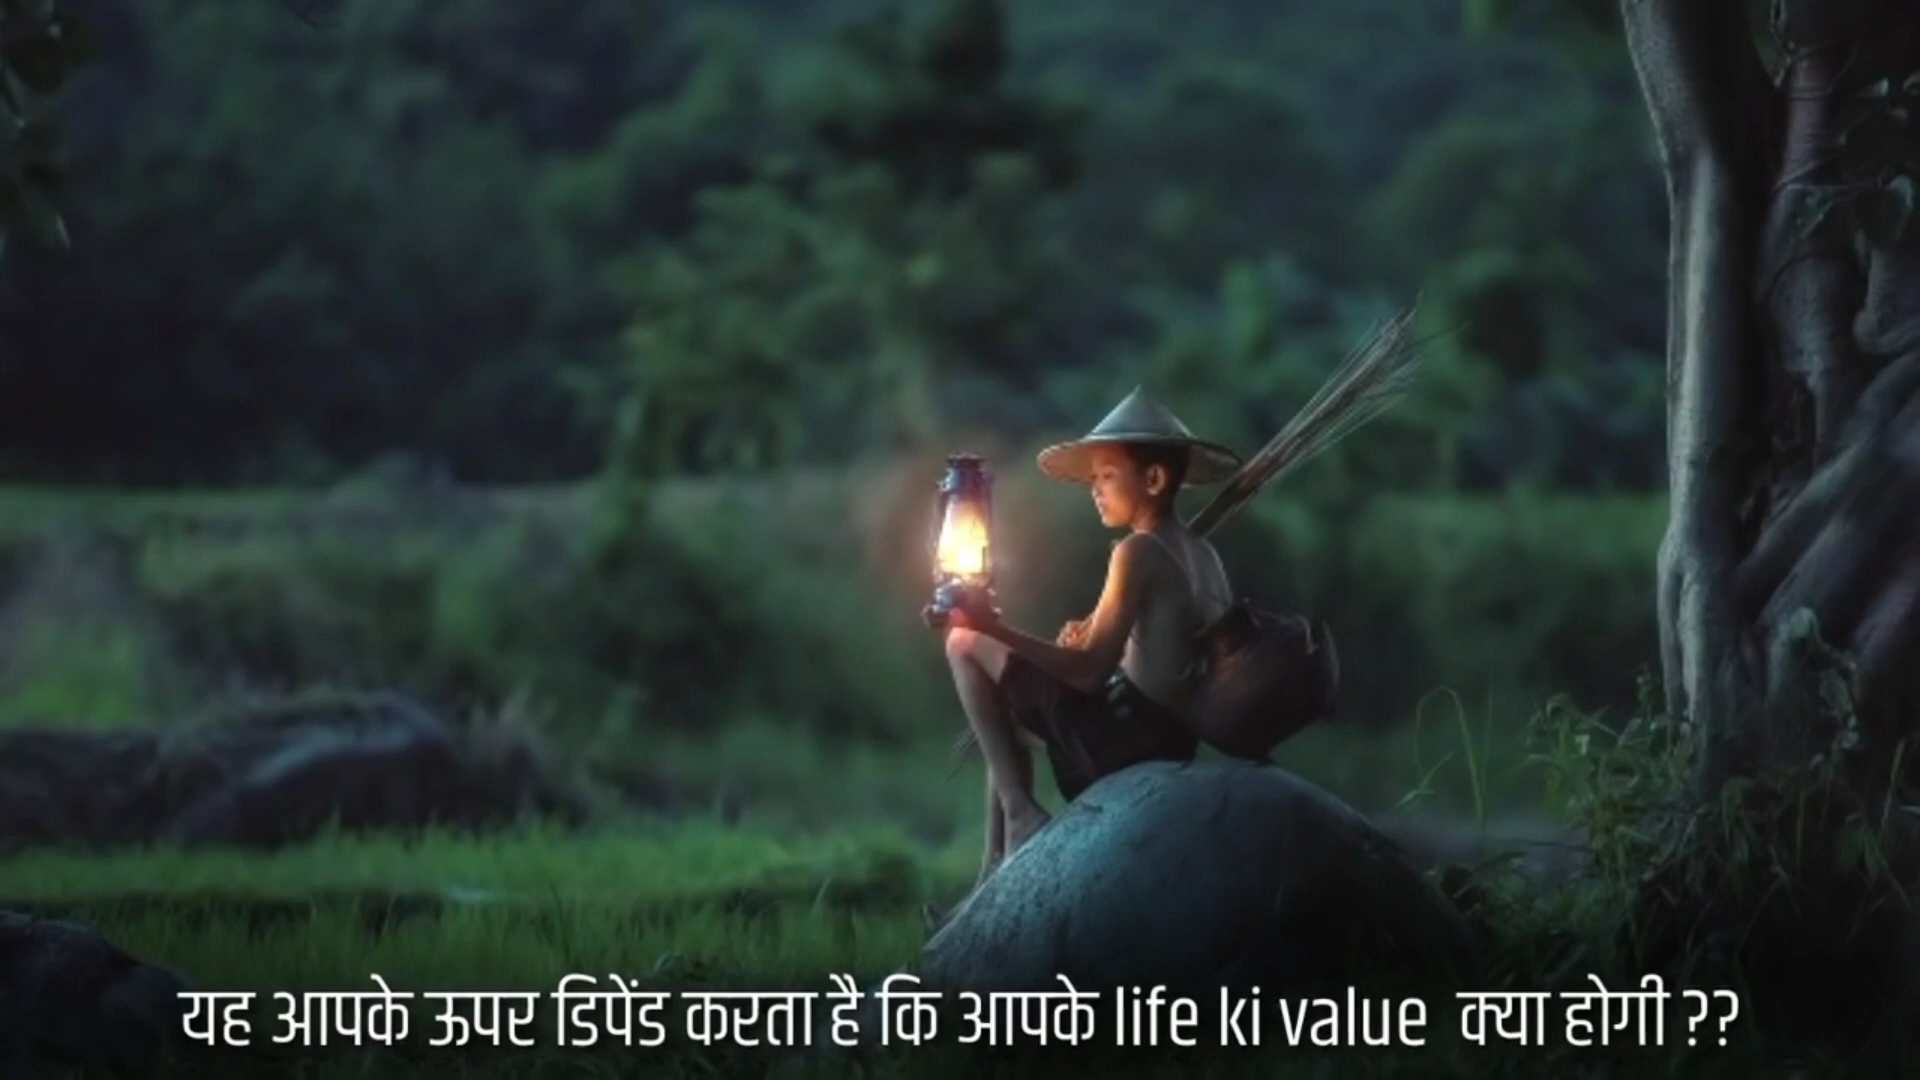 यह आपके ऊपर डिपेंड करता है कि आपके life ki value क्या होगी ??